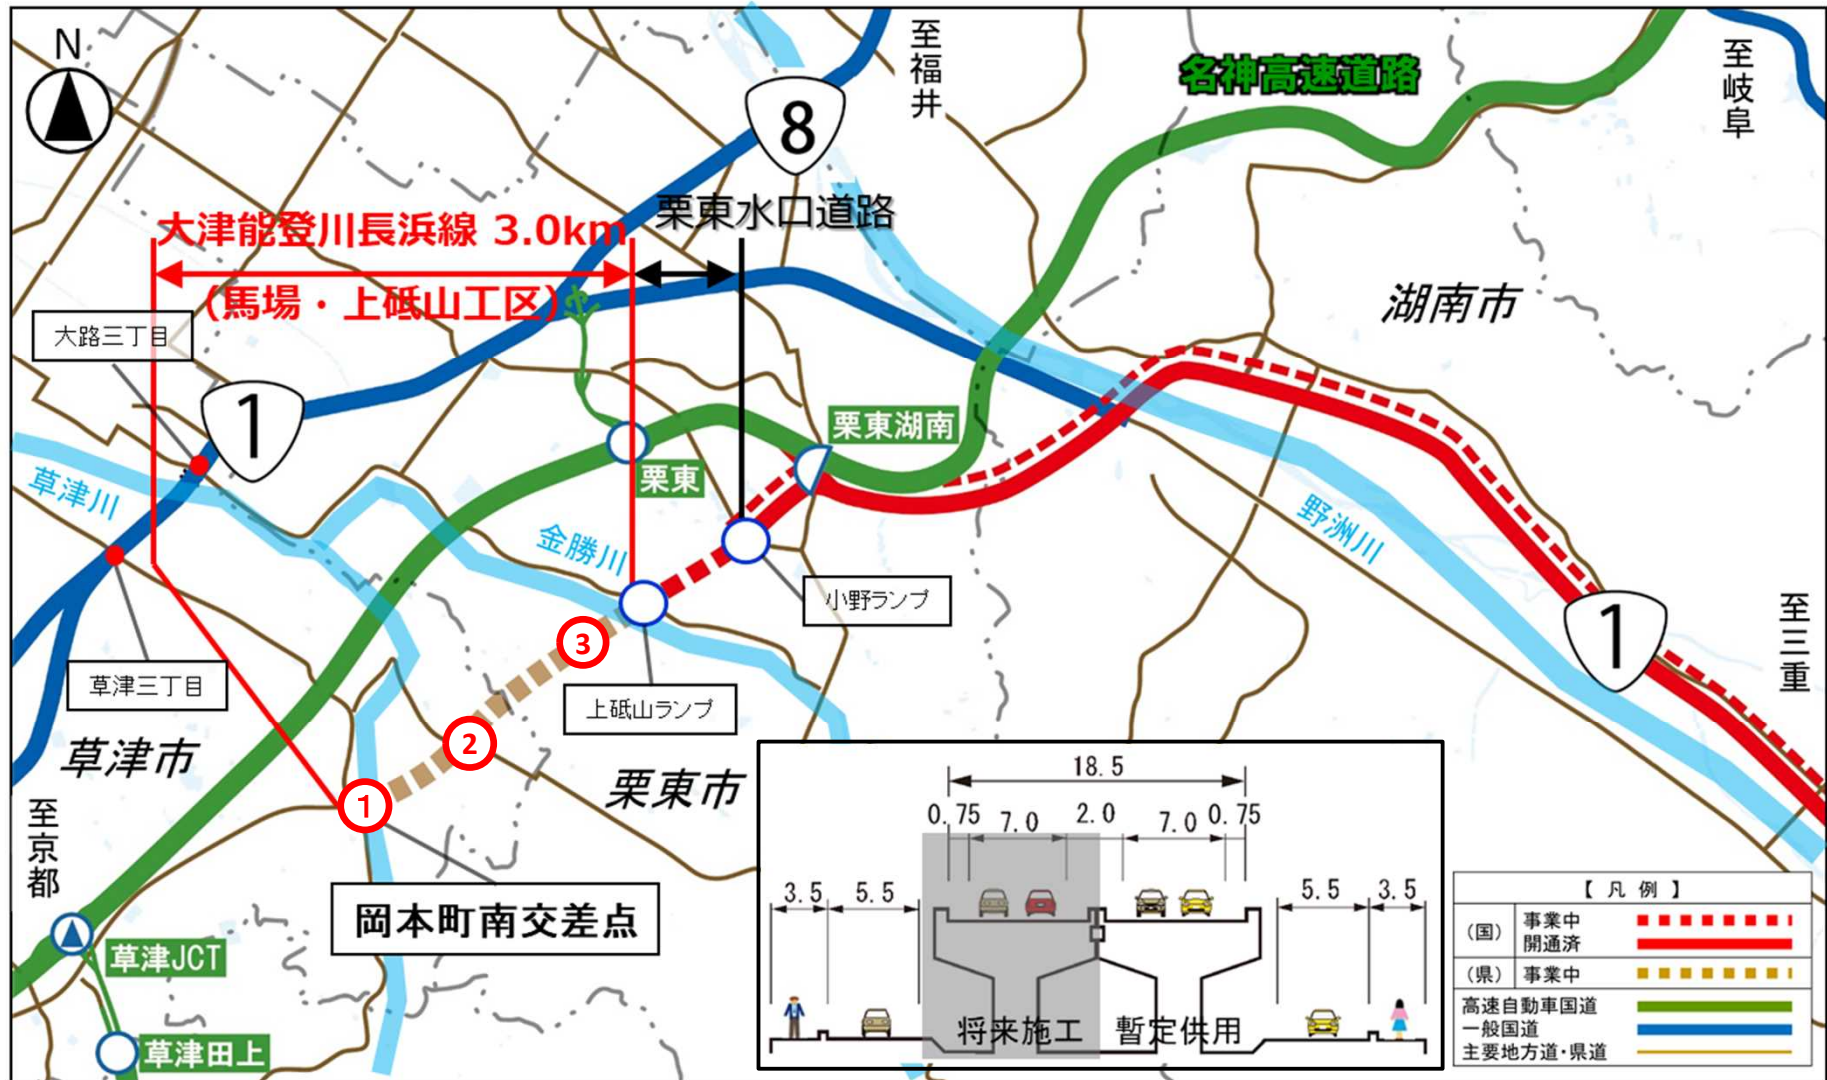 N
至福井
名神高速道路
至岐阜
8
栗東水口道路
大津能登川長浜線 3.0km
(馬場・上砥山工区)
湖南市
大路三丁目
1
栗東湖南
栗東
草津川
金勝川
野洲川
小野ランプ
1
至三重
3
草津三丁目
上砥山ランプ
2
草津市
栗東市
1
至京都
岡本町南交差点
草津JCT
草津田上
18.5
0.75 7.0 2.0 7.0 0.75
3.5 5.5 5.5 3.5
将来施工 暫定供用
【 凡 例 】
(国) 事業中
開通済
(県) 事業中
高速自動車国道
一般国道
主要地方道・県道